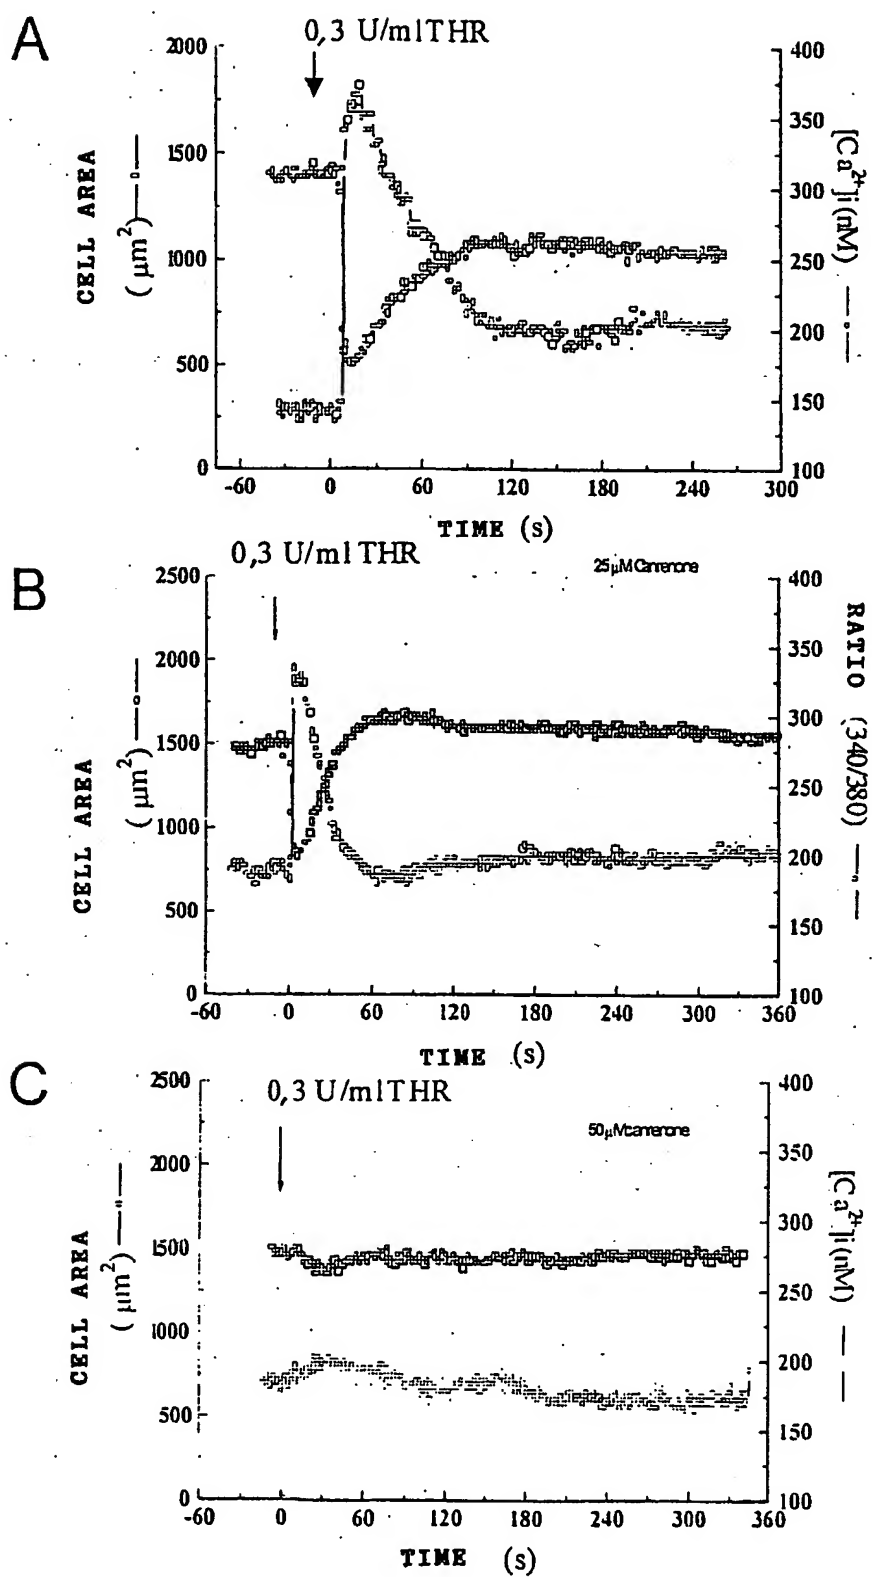 A
0,3 U/ml THR
2000
1500
1000
500
0
CELL AREA
(μm²)
400
350
300
250
200
150
100
[Ca²⁺]i (nM)
-60 0 60 120 180 240 300
TIME (s)
B
0,3 U/ml THR
25 μM Canrenone
2500
2000
1500
1000
500
0
CELL AREA
(μm²)
400
350
300
250
200
150
100
RATIO (340/380)
-60 0 60 120 180 240 300 360
TIME (s)
C
0,3 U/ml THR
50 μM canrenone
2500
2000
1500
1000
500
0
CELL AREA
(μm²)
400
350
300
250
200
150
100
[Ca²⁺]i (nM)
-60 0 60 120 180 240 300 360
TIME (s)